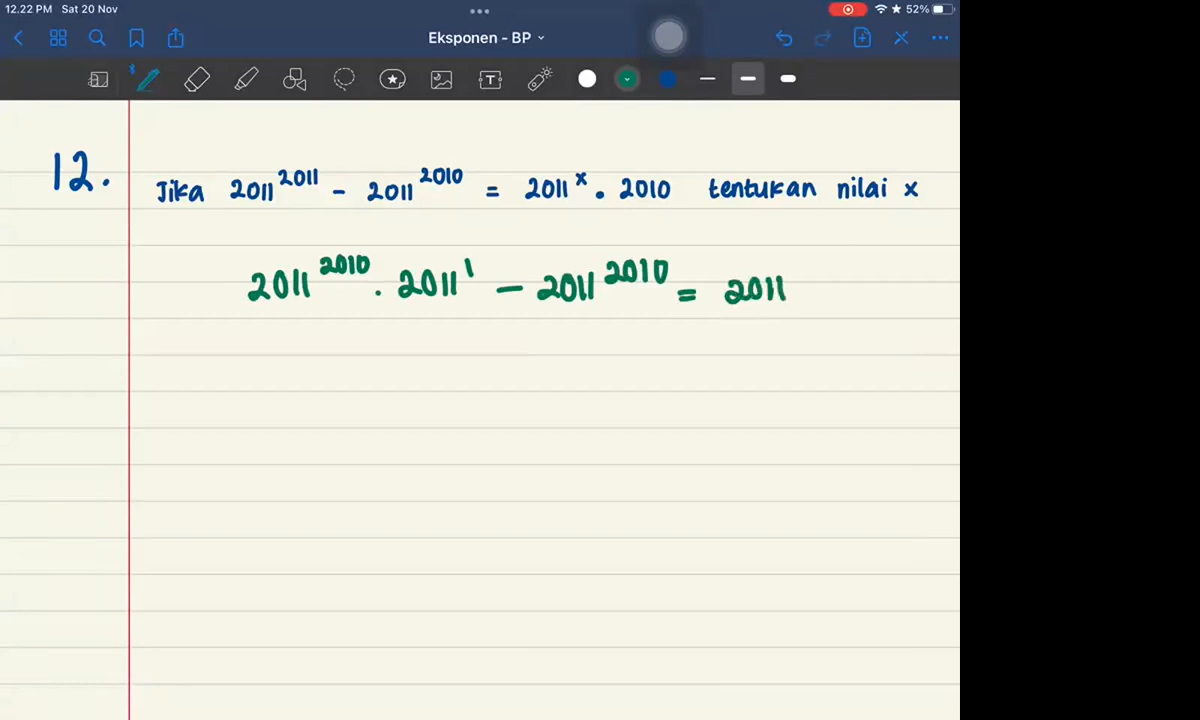 12.22 PM Sat 20 Nov 52%
Eksponen - BP
T
12. Jika 2011^2011 - 2011^2010 = 2011^x . 2010 tentukan nilai x
2011^2010 . 2011^1 - 2011^2010 = 2011